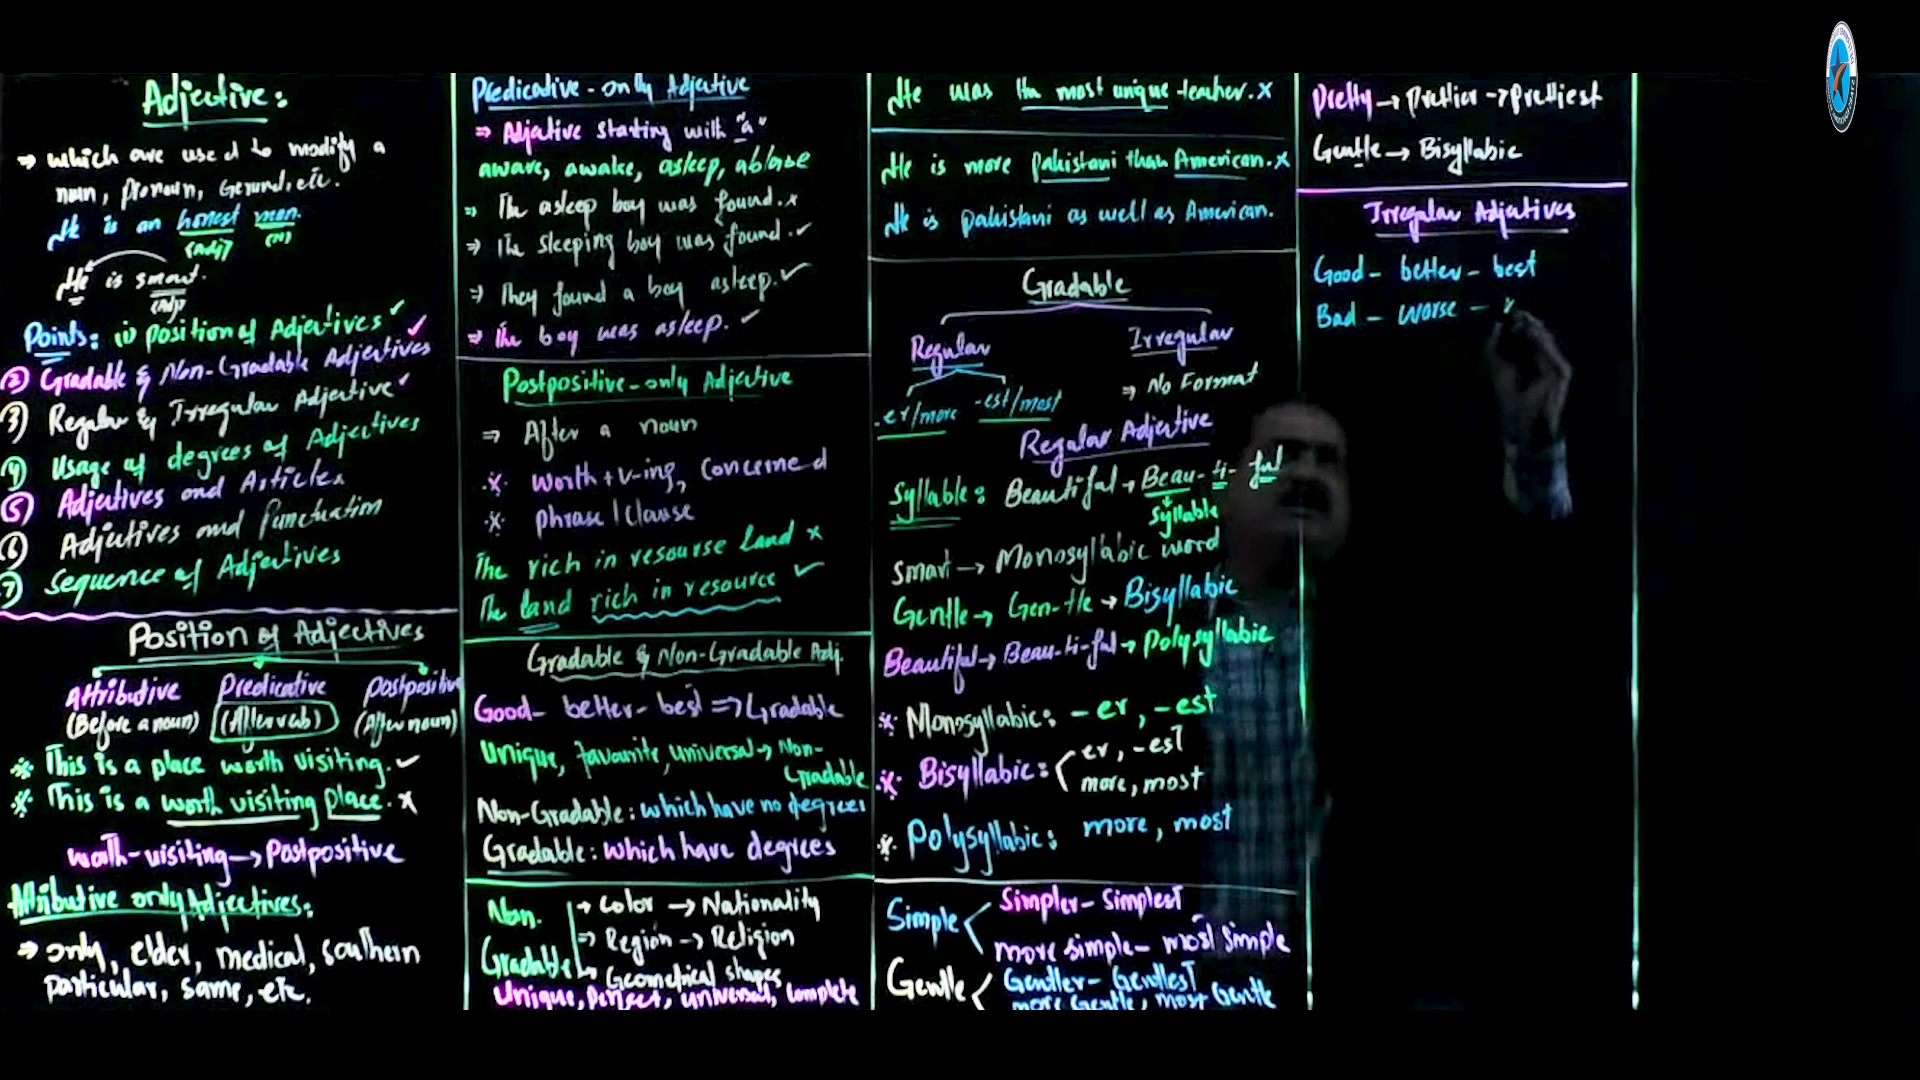 Adjective:
⇒ which are used to modify a
noun, pronoun, Gerund, etc.
He is an honest man.
(Adj) (N)
He is smart.
(Adj)
Points: (i) position of Adjectives ✓
② Gradable & Non-Gradable Adjectives ✓
③ Regular & Irregular Adjective ✓
④ Usage of degrees of Adjectives
⑤ Adjectives and Articles
⑥ Adjectives and Punctuation
⑦ Sequence of Adjectives
Position of Adjectives
Attributive Predicative Postpositive
(Before a noun) (After verb) (After noun)
* This is a place worth visiting. ✓
* This is a worth visiting place. x
worth-visiting → Postpositive
Attributive only Adjectives:
⇒ only, elder, medical, southern
particular, same, etc.
Predicative-only Adjective
⇒ Adjective starting with "a"
aware, awake, asleep, ablaze
⇒ The asleep boy was found. x
⇒ The sleeping boy was found. ✓
⇒ They found a boy asleep. ✓
⇒ The boy was asleep. ✓
Postpositive-only Adjective
⇒ After a noun
* worth + v-ing, concerned
* phrase/clause
The rich in resourse land x
The land rich in resource ✓
Gradable & Non-Gradable Adj.
Good - better - best ⇒ Gradable
Unique, favourite, universal → Non-
Gradable
Non-Gradable: which have no degrees
Gradable: which have degrees
Non. → Color → Nationality
⇒ Region → Religion
Gradable → Geometrical shapes
Unique, perfect, universal, complete
He was the most unique teacher. x
He is more pakistani than American. x
He is pakistani as well as American.
Gradable
Regular Irregular
-er/more -est/most ⇒ No Format
Regular Adjective
Syllable: Beautiful → Beau-ti-ful
Syllable
Smart → Monosyllabic word
Gentle → Gen-tle → Bisyllabic
Beautiful → Beau-ti-ful → Polysyllabic
* Monosyllabic: -er, -est
* Bisyllabic: er, -est
more, most
* Polysyllabic: more, most
Simple Simpler - Simplest
more simple - most simple
Gentle Gentler - Gentlest
more Gentle, most Gentle
Pretty → Prettier → Prettiest
Gentle → Bisyllabic
Irregular Adjectives
Good - better - best
Bad - worse -